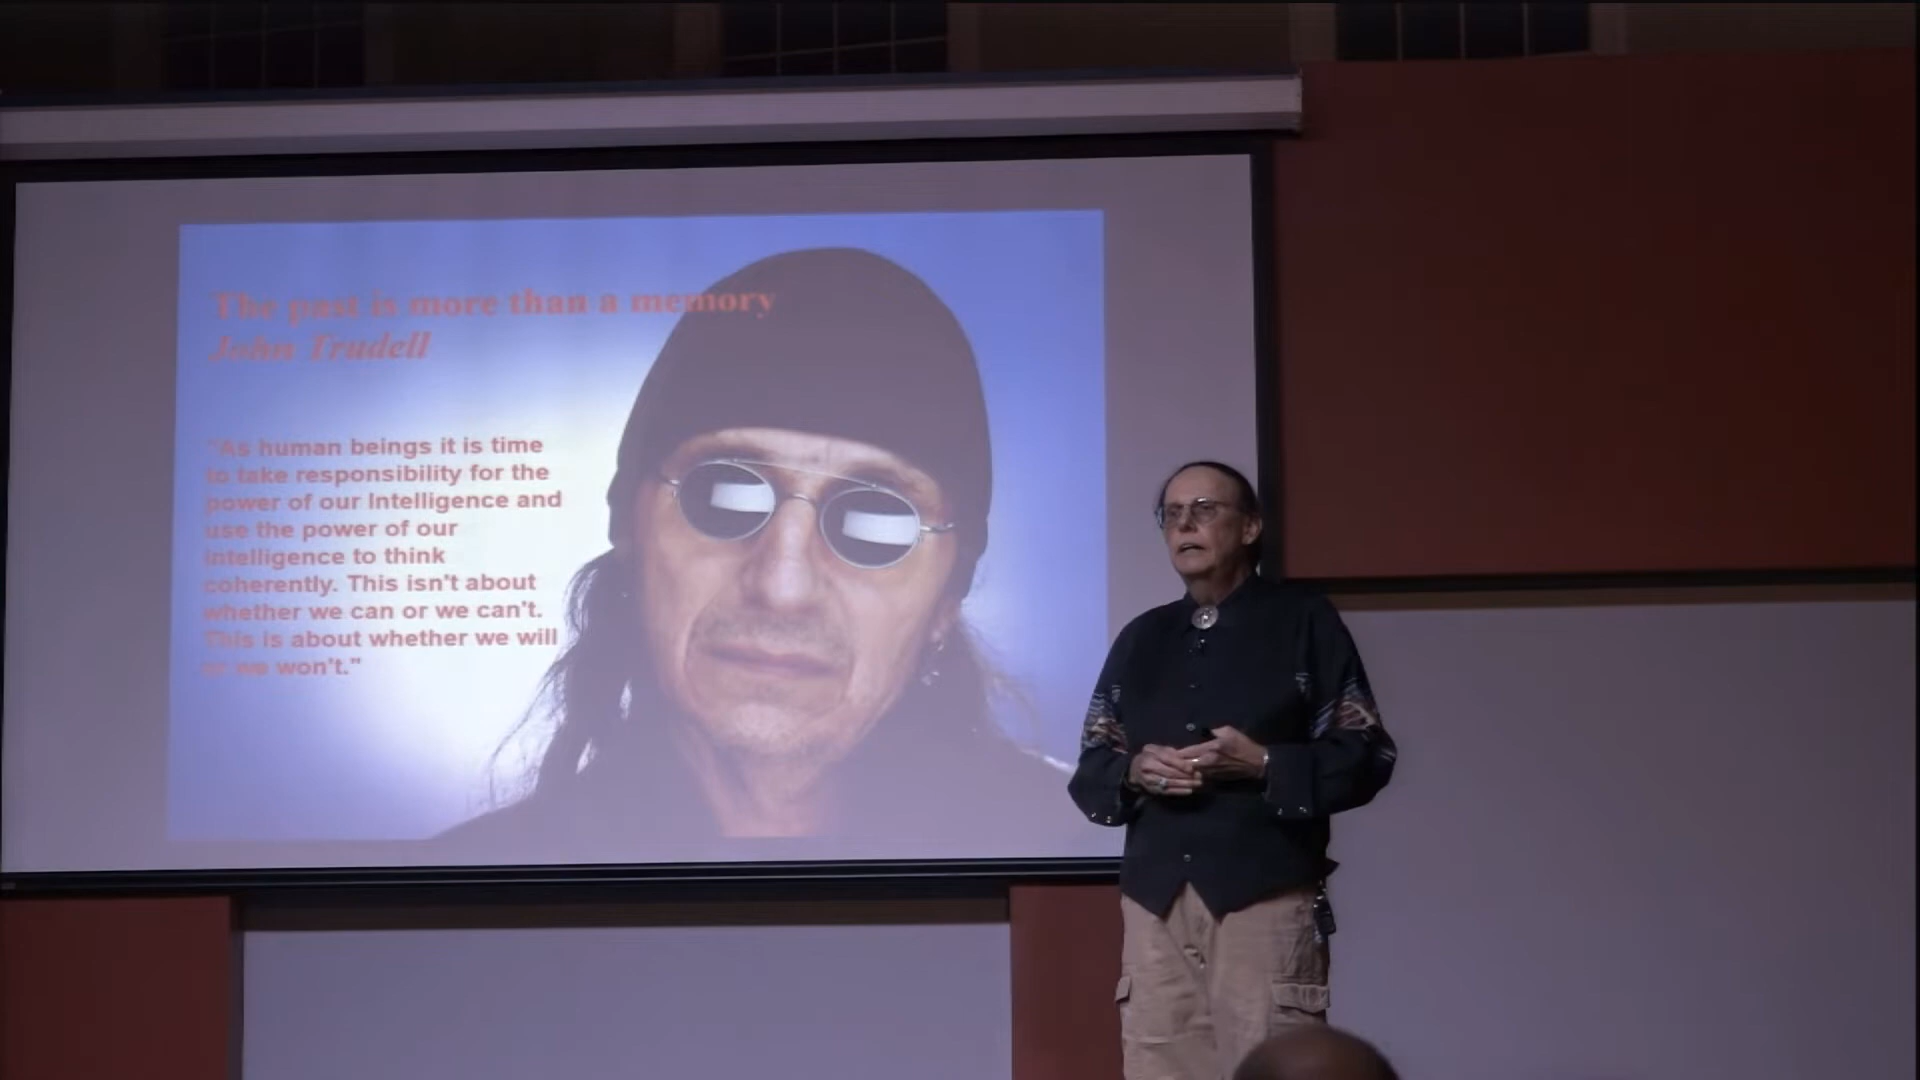 The past is more than a memory
John Trudell
"As human beings it is time
to take responsibility for the
power of our Intelligence and
use the power of our
intelligence to think
coherently. This isn't about
whether we can or we can't.
This is about whether we will
or we won't."